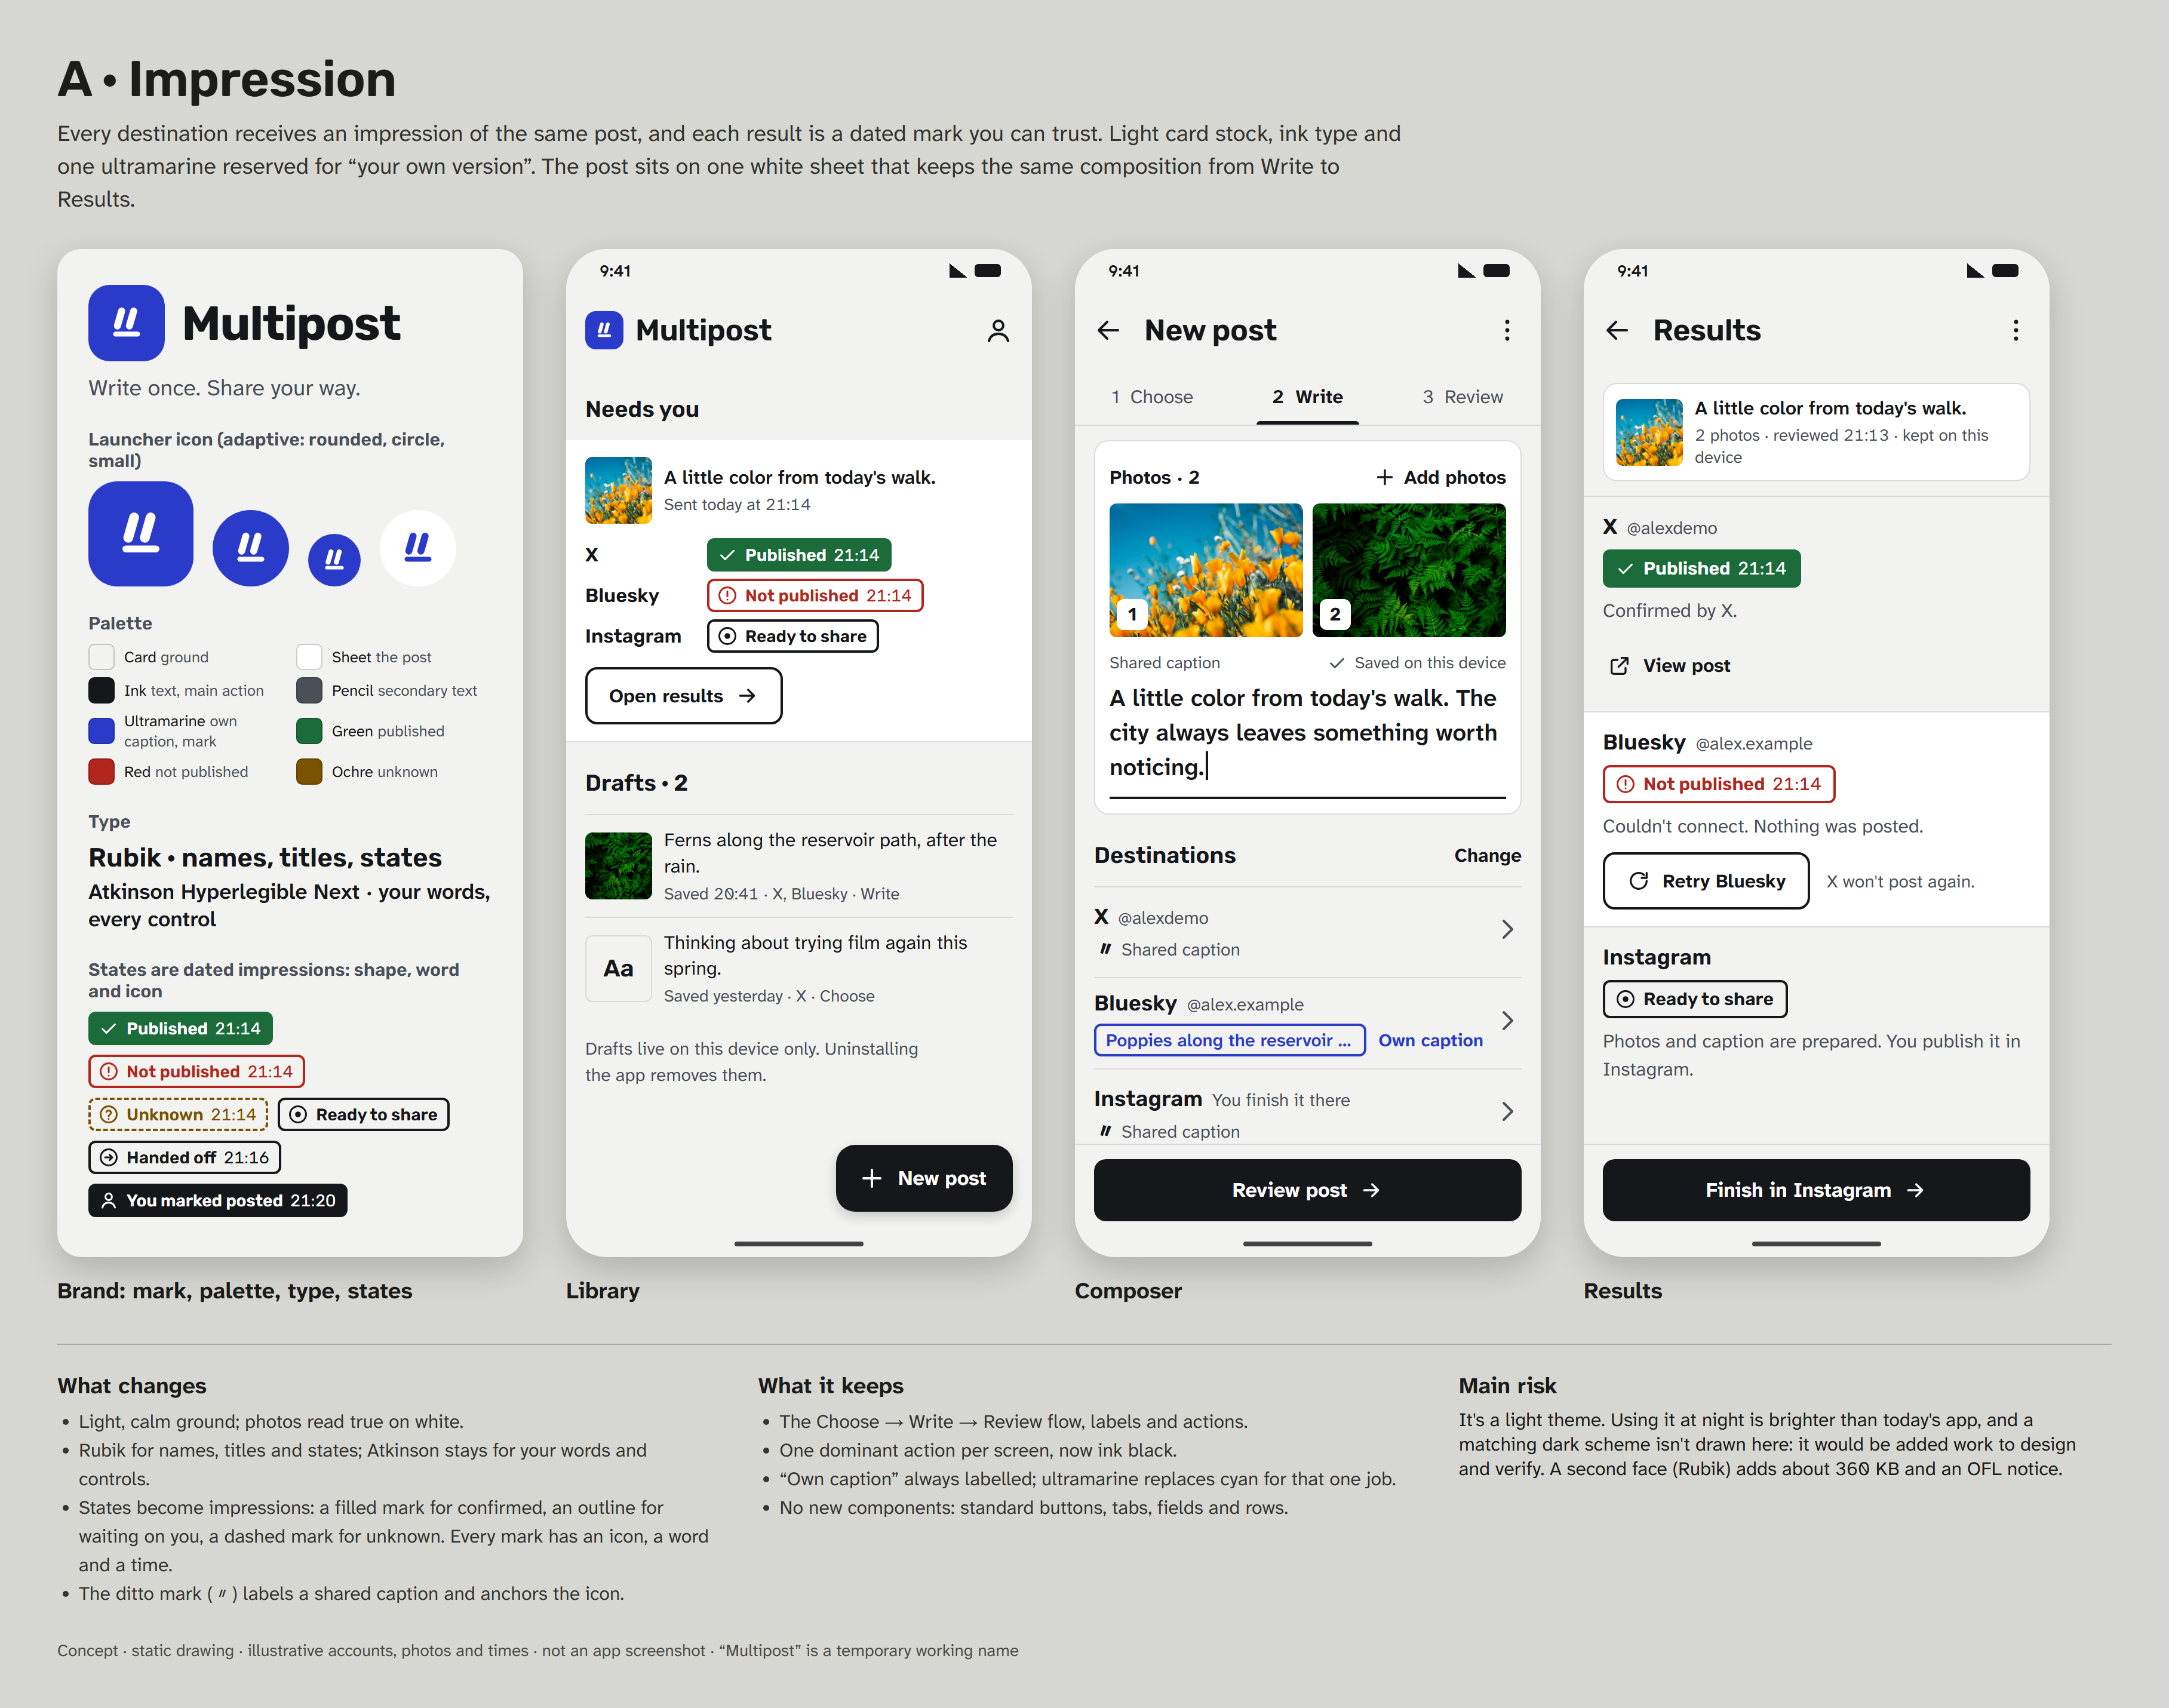 A • Impression
Every destination receives an impression of the same post, and each result is a dated mark you can trust. Light card stock, ink type and
one ultramarine reserved for “your own version”. The post sits on one white sheet that keeps the same composition from Write to
Results.
Multipost
Write once. Share your way.
Launcher icon (adaptive: rounded, circle,
small)
Palette
Card ground
Sheet the post
Ink text, main action
Pencil secondary text
Ultramarine own
caption, mark
Green published
Red not published
Ochre unknown
Type
Rubik • names, titles, states
Atkinson Hyperlegible Next · your words,
every control
States are dated impressions: shape, word
and icon
Published 21:14
Not published 21:14
Unknown 21:14
Ready to share
Handed off 21:16
You marked posted 21:20
Brand: mark, palette, type, states
9:41
Multipost
Needs you
A little color from today's walk.
Sent today at 21:14
X
Published 21:14
Bluesky
Not published 21:14
Instagram
Ready to share
Open results →
Drafts • 2
Ferns along the reservoir path, after the
rain.
Saved 20:41 · X, Bluesky · Write
Aa
Thinking about trying film again this
spring.
Saved yesterday · X · Choose
Drafts live on this device only. Uninstalling
the app removes them.
+ New post
Library
9:41
← New post
1 Choose
2 Write
3 Review
Photos · 2
+ Add photos
1
2
Shared caption
Saved on this device
A little color from today's walk. The
city always leaves something worth
noticing.
Destinations
Change
X @alexdemo
〃 Shared caption
Bluesky @alex.example
Poppies along the reservoir ...
Own caption
Instagram You finish it there
〃 Shared caption
Review post →
Composer
9:41
← Results
A little color from today's walk.
2 photos · reviewed 21:13 · kept on this
device
X @alexdemo
Published 21:14
Confirmed by X.
View post
Bluesky @alex.example
Not published 21:14
Couldn't connect. Nothing was posted.
Retry Bluesky
X won't post again.
Instagram
Ready to share
Photos and caption are prepared. You publish it in
Instagram.
Finish in Instagram →
Results
What changes
• Light, calm ground; photos read true on white.
• Rubik for names, titles and states; Atkinson stays for your words and
controls.
• States become impressions: a filled mark for confirmed, an outline for
waiting on you, a dashed mark for unknown. Every mark has an icon, a word
and a time.
• The ditto mark ( 〃 ) labels a shared caption and anchors the icon.
What it keeps
• The Choose → Write → Review flow, labels and actions.
• One dominant action per screen, now ink black.
• “Own caption” always labelled; ultramarine replaces cyan for that one job.
• No new components: standard buttons, tabs, fields and rows.
Main risk
It's a light theme. Using it at night is brighter than today's app, and a
matching dark scheme isn't drawn here: it would be added work to design
and verify. A second face (Rubik) adds about 360 KB and an OFL notice.
Concept · static drawing · illustrative accounts, photos and times · not an app screenshot · “Multipost” is a temporary working name